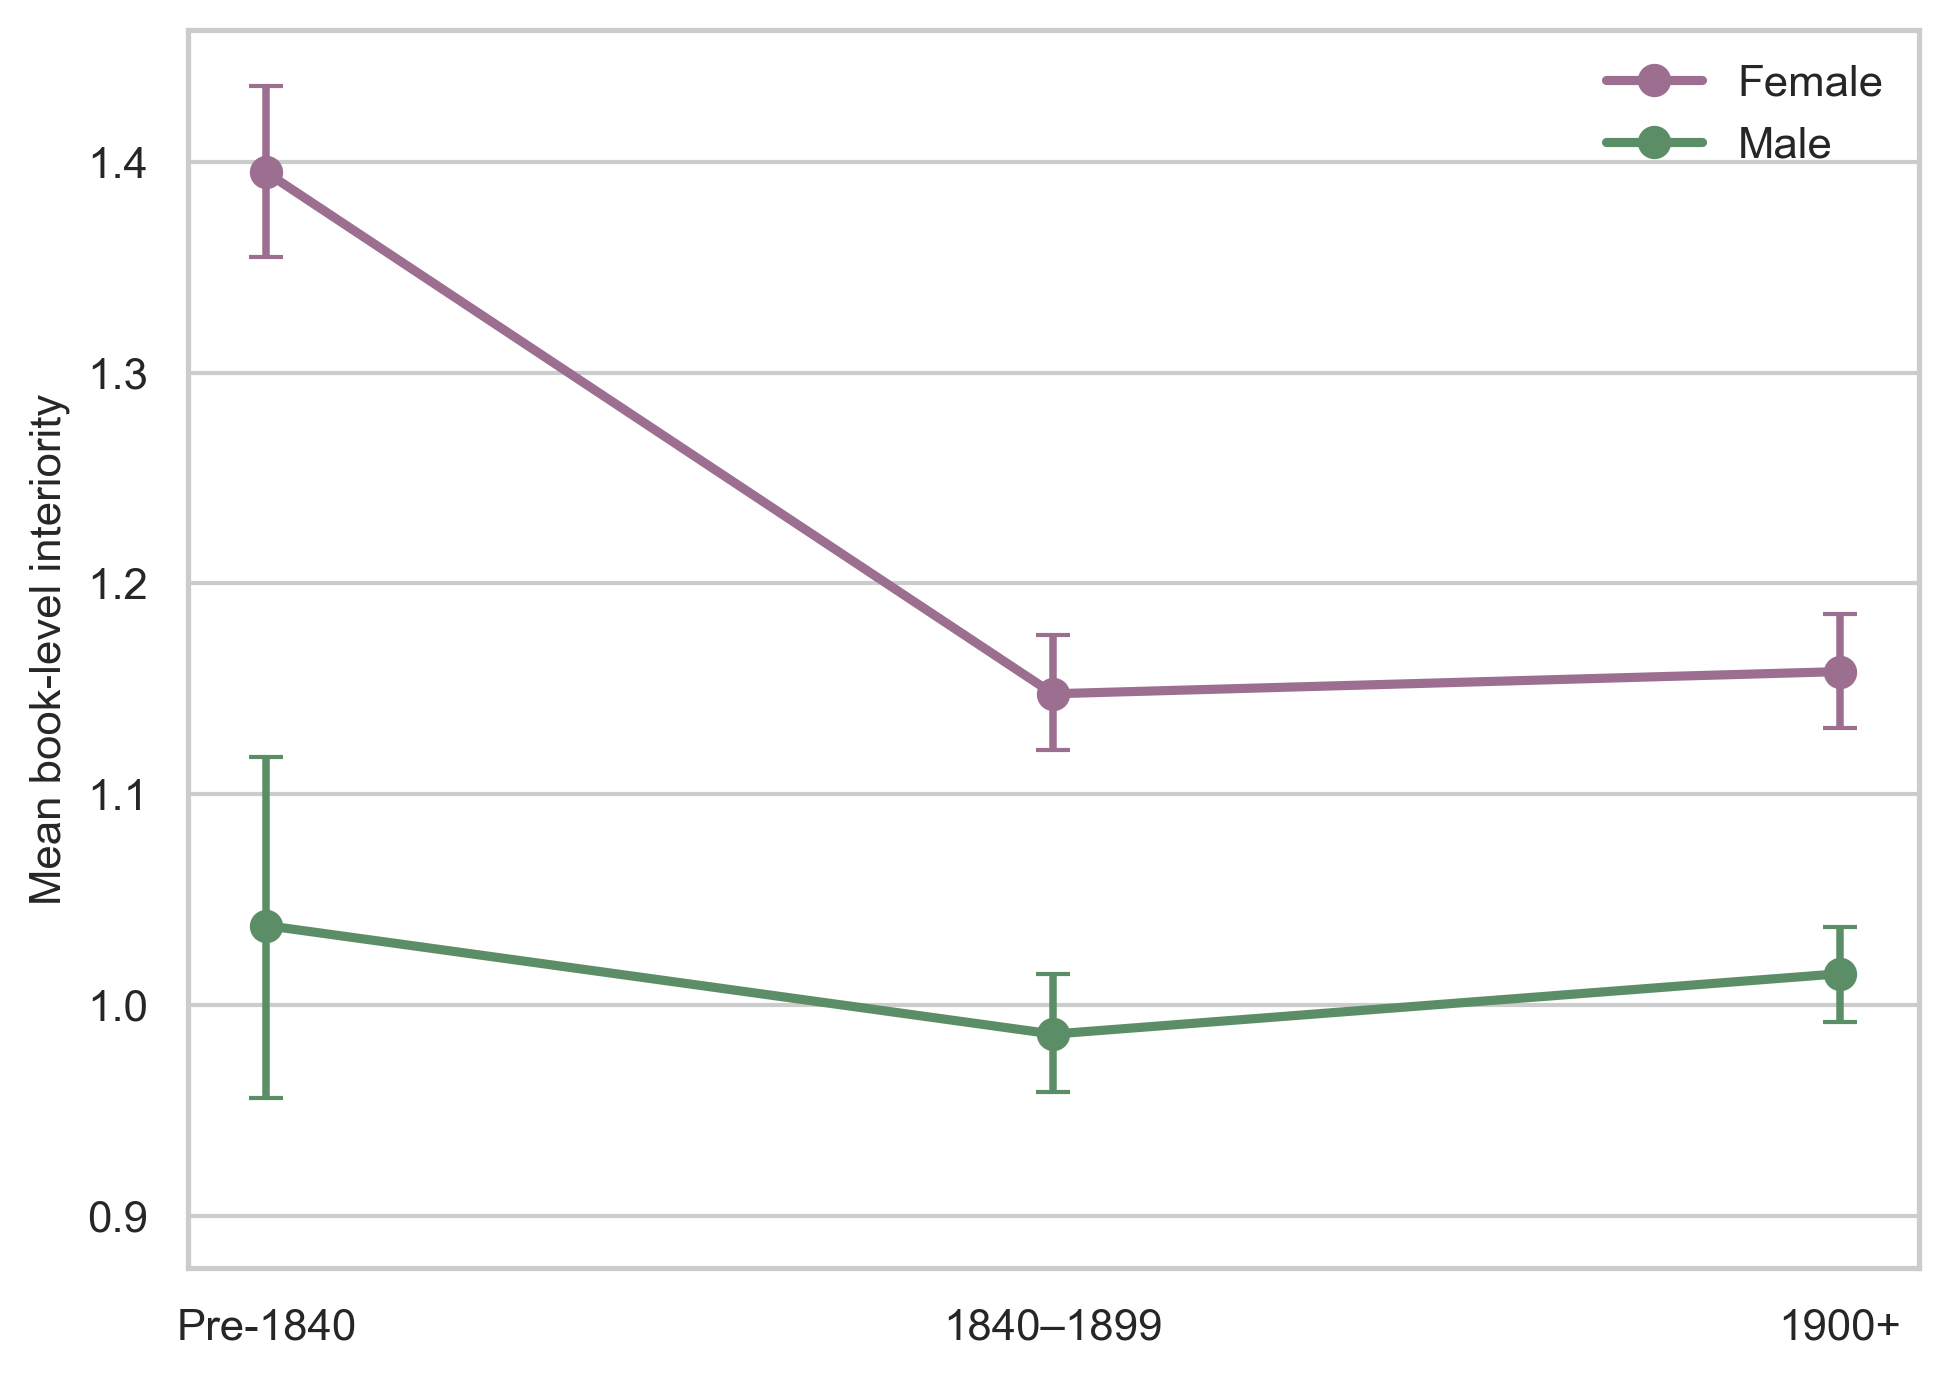 Female
Male
Mean book-level interiority
1.4
1.3
1.2
1.1
1.0
0.9
Pre-1840
1840–1899
1900+